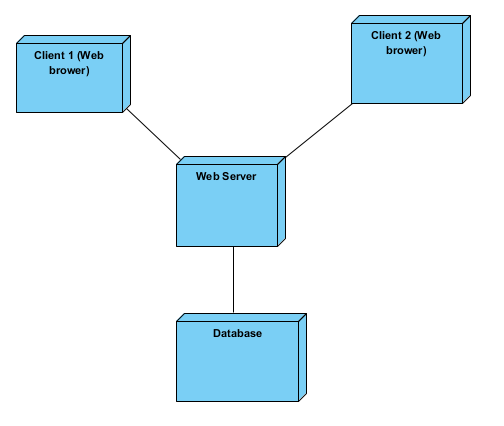 Client 1 (Web
brower)
Client 2 (Web
brower)
Web Server
Database